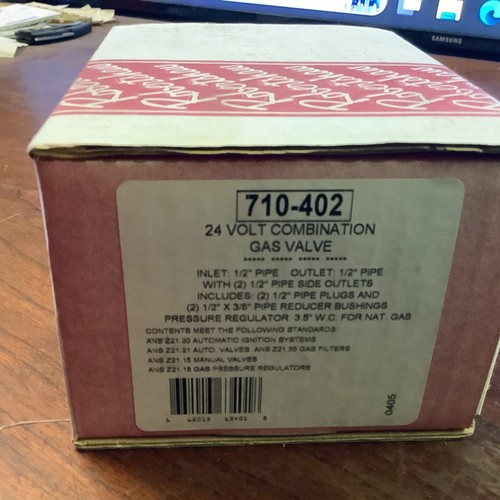 SAMSUNG
Robertshaw Robertshaw Robertshaw
710-402
24 VOLT COMBINATION
GAS VALVE
***** ***** ***** *****
INLET: 1/2" PIPE OUTLET: 1/2" PIPE
WITH (2) 1/2" PIPE SIDE OUTLETS
INCLUDES: (2) 1/2" PIPE PLUGS AND
(2) 1/2" X 3/8" PIPE REDUCER BUSHINGS
PRESSURE REGULATOR: 3.5" W.C. FOR NAT. GAS
CONTENTS MEET THE FOLLOWING STANDARDS:
ANS Z21.20 AUTOMATIC IGNITION SYSTEMS
ANS Z21.21 AUTO. VALVES ANS Z21.35 GAS FILTERS
ANS Z21.15 MANUAL VALVES
ANS Z21.18 GAS PRESSURE REGULATORS
0405